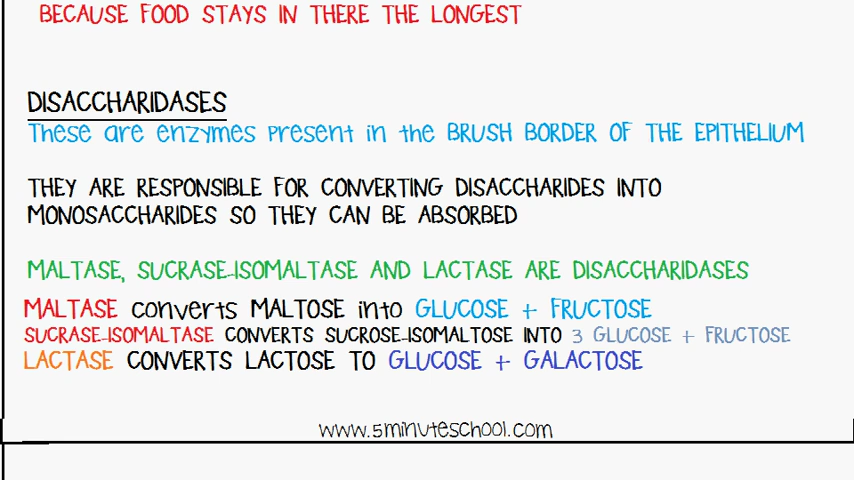 BECAUSE FOOD STAYS IN THERE THE LONGEST
DISACCHARIDASES
These are enzymes present in the BRUSH BORDER OF THE EPITHELIUM
THEY ARE RESPONSIBLE FOR CONVERTING DISACCHARIDES INTO
MONOSACCHARIDES SO THEY CAN BE ABSORBED
MALTASE, SUCRASE-ISOMALTASE AND LACTASE ARE DISACCHARIDASES
MALTASE converts MALTOSE into GLUCOSE + FRUCTOSE
SUCRASE-ISOMALTASE CONVERTS SUCROSE-ISOMALTOSE INTO 3 GLUCOSE + FRUCTOSE
LACTASE CONVERTS LACTOSE TO GLUCOSE + GALACTOSE
www.5minuteschool.com